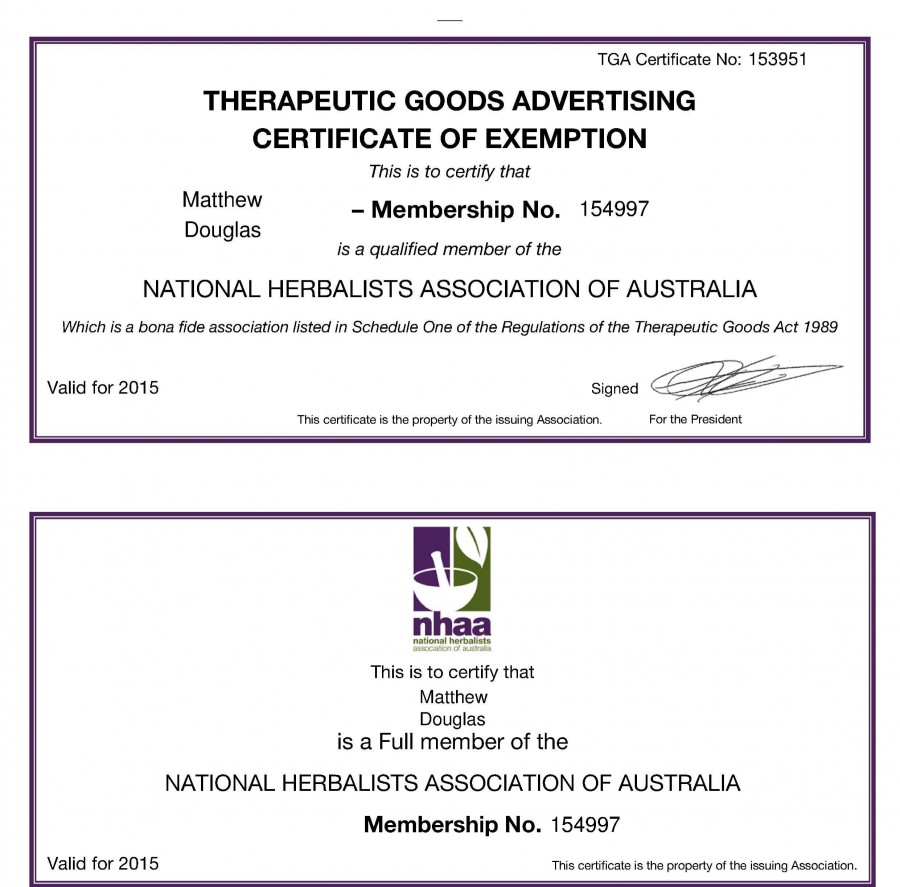 TGA Certificate No: 153951
THERAPEUTIC GOODS ADVERTISING
CERTIFICATE OF EXEMPTION
This is to certify that
Matthew
Douglas
– Membership No. 154997
is a qualified member of the
NATIONAL HERBALISTS ASSOCIATION OF AUSTRALIA
Which is a bona fide association listed in Schedule One of the Regulations of the Therapeutic Goods Act 1989
Valid for 2015
Signed
This certificate is the property of the issuing Association.
For the President
nhaa
national herbalists
association of australia
This is to certify that
Matthew
Douglas
is a Full member of the
NATIONAL HERBALISTS ASSOCIATION OF AUSTRALIA
Membership No. 154997
Valid for 2015
This certificate is the property of the issuing Association.